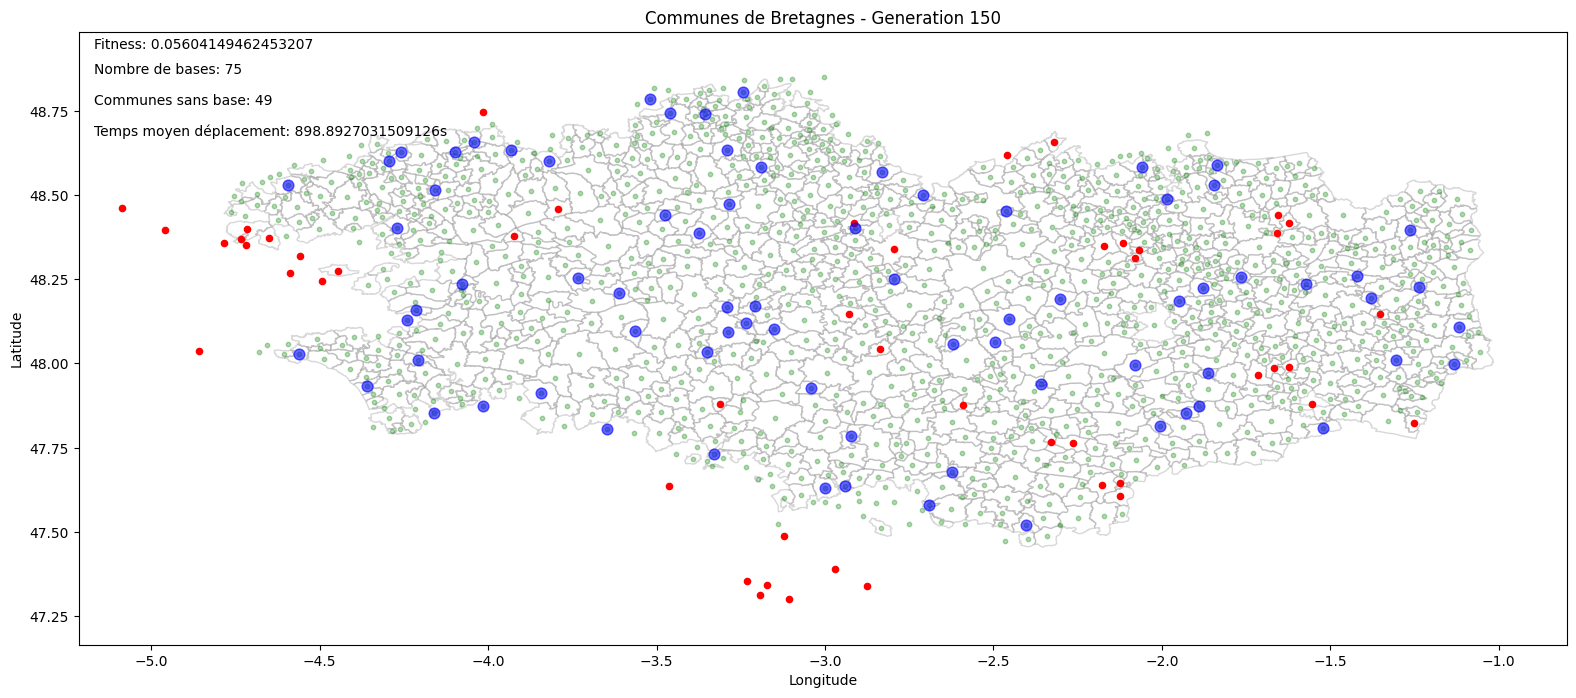 Communes de Bretagnes - Generation 150
Fitness: 0.05604149462453207
Nombre de bases: 75
Communes sans base: 49
Temps moyen déplacement: 898.8927031509126s
Latitude
48.75
48.50
48.25
48.00
47.75
47.50
47.25
−5.0 −4.5 −4.0 −3.5 −3.0 −2.5 −2.0 −1.5 −1.0
Longitude